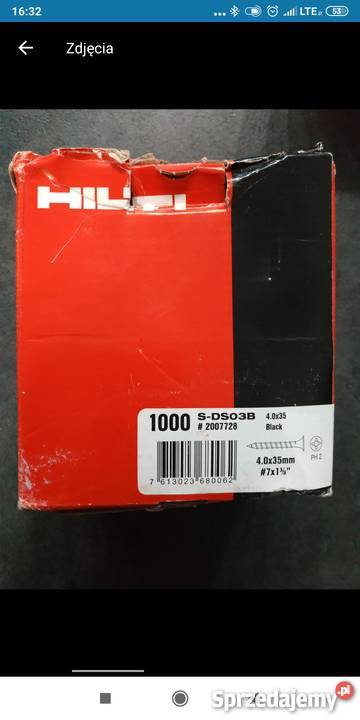 16:32
LTE
53
Zdjęcia
HILTI
1000 S-DS03B 4.0x35
# 2007728 Black
4.0x35mm
#7x1⅜"
PH 2
7 613023 680062
Sprzedajemy.pl